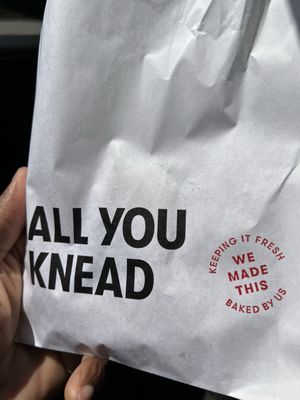 ALL YOU
KNEAD
KEEPING IT FRESH
WE
MADE
THIS
BAKED BY US